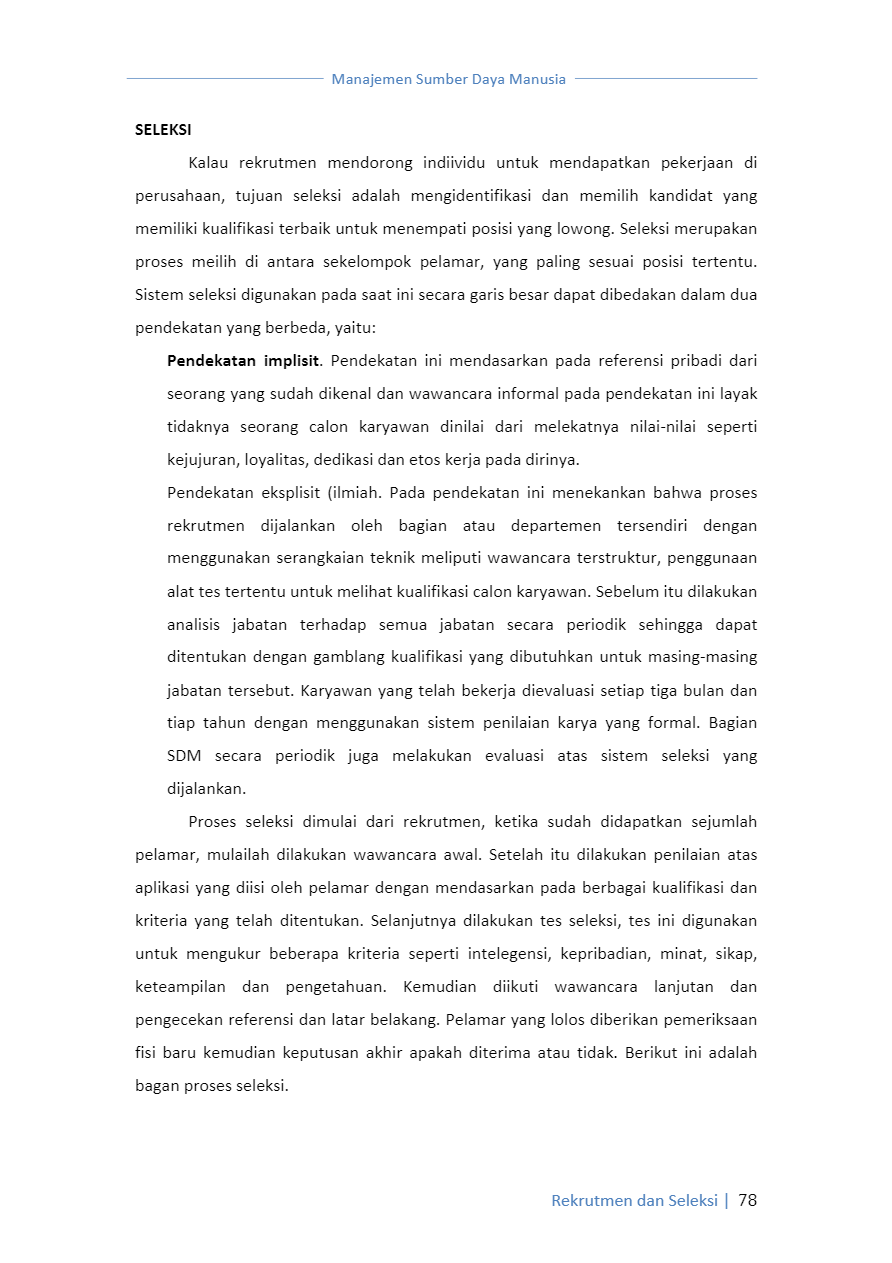 Manajemen Sumber Daya Manusia
SELEKSI
Kalau rekrutmen mendorong indiividu untuk mendapatkan pekerjaan di
perusahaan, tujuan seleksi adalah mengidentifikasi dan memilih kandidat yang
memiliki kualifikasi terbaik untuk menempati posisi yang lowong. Seleksi merupakan
proses meilih di antara sekelompok pelamar, yang paling sesuai posisi tertentu.
Sistem seleksi digunakan pada saat ini secara garis besar dapat dibedakan dalam dua
pendekatan yang berbeda, yaitu:
Pendekatan implisit. Pendekatan ini mendasarkan pada referensi pribadi dari
seorang yang sudah dikenal dan wawancara informal pada pendekatan ini layak
tidaknya seorang calon karyawan dinilai dari melekatnya nilai-nilai seperti
kejujuran, loyalitas, dedikasi dan etos kerja pada dirinya.
Pendekatan eksplisit (ilmiah. Pada pendekatan ini menekankan bahwa proses
rekrutmen dijalankan oleh bagian atau departemen tersendiri dengan
menggunakan serangkaian teknik meliputi wawancara terstruktur, penggunaan
alat tes tertentu untuk melihat kualifikasi calon karyawan. Sebelum itu dilakukan
analisis jabatan terhadap semua jabatan secara periodik sehingga dapat
ditentukan dengan gamblang kualifikasi yang dibutuhkan untuk masing-masing
jabatan tersebut. Karyawan yang telah bekerja dievaluasi setiap tiga bulan dan
tiap tahun dengan menggunakan sistem penilaian karya yang formal. Bagian
SDM secara periodik juga melakukan evaluasi atas sistem seleksi yang
dijalankan.
Proses seleksi dimulai dari rekrutmen, ketika sudah didapatkan sejumlah
pelamar, mulailah dilakukan wawancara awal. Setelah itu dilakukan penilaian atas
aplikasi yang diisi oleh pelamar dengan mendasarkan pada berbagai kualifikasi dan
kriteria yang telah ditentukan. Selanjutnya dilakukan tes seleksi, tes ini digunakan
untuk mengukur beberapa kriteria seperti intelegensi, kepribadian, minat, sikap,
keteampilan dan pengetahuan. Kemudian diikuti wawancara lanjutan dan
pengecekan referensi dan latar belakang. Pelamar yang lolos diberikan pemeriksaan
fisi baru kemudian keputusan akhir apakah diterima atau tidak. Berikut ini adalah
bagan proses seleksi.
Rekrutmen dan Seleksi | 78